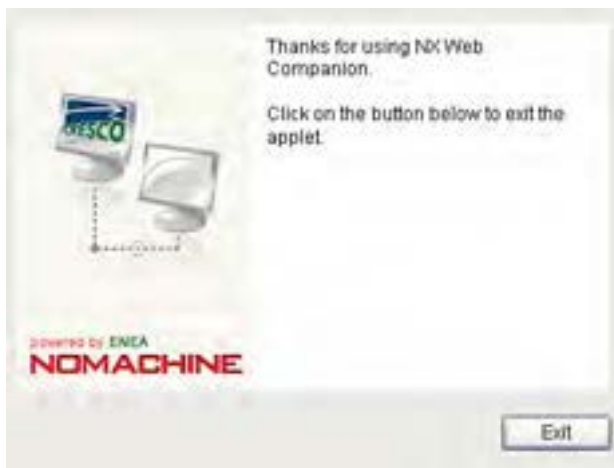 Thanks for using NX Web
Companion.
Click on the button below to exit the
applet.
CRESCO
powered by ENEA
NOMACHINE
Exit